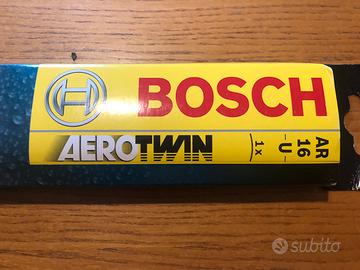 BOSCH
AEROTWIN
AR
16
U
1x
subito